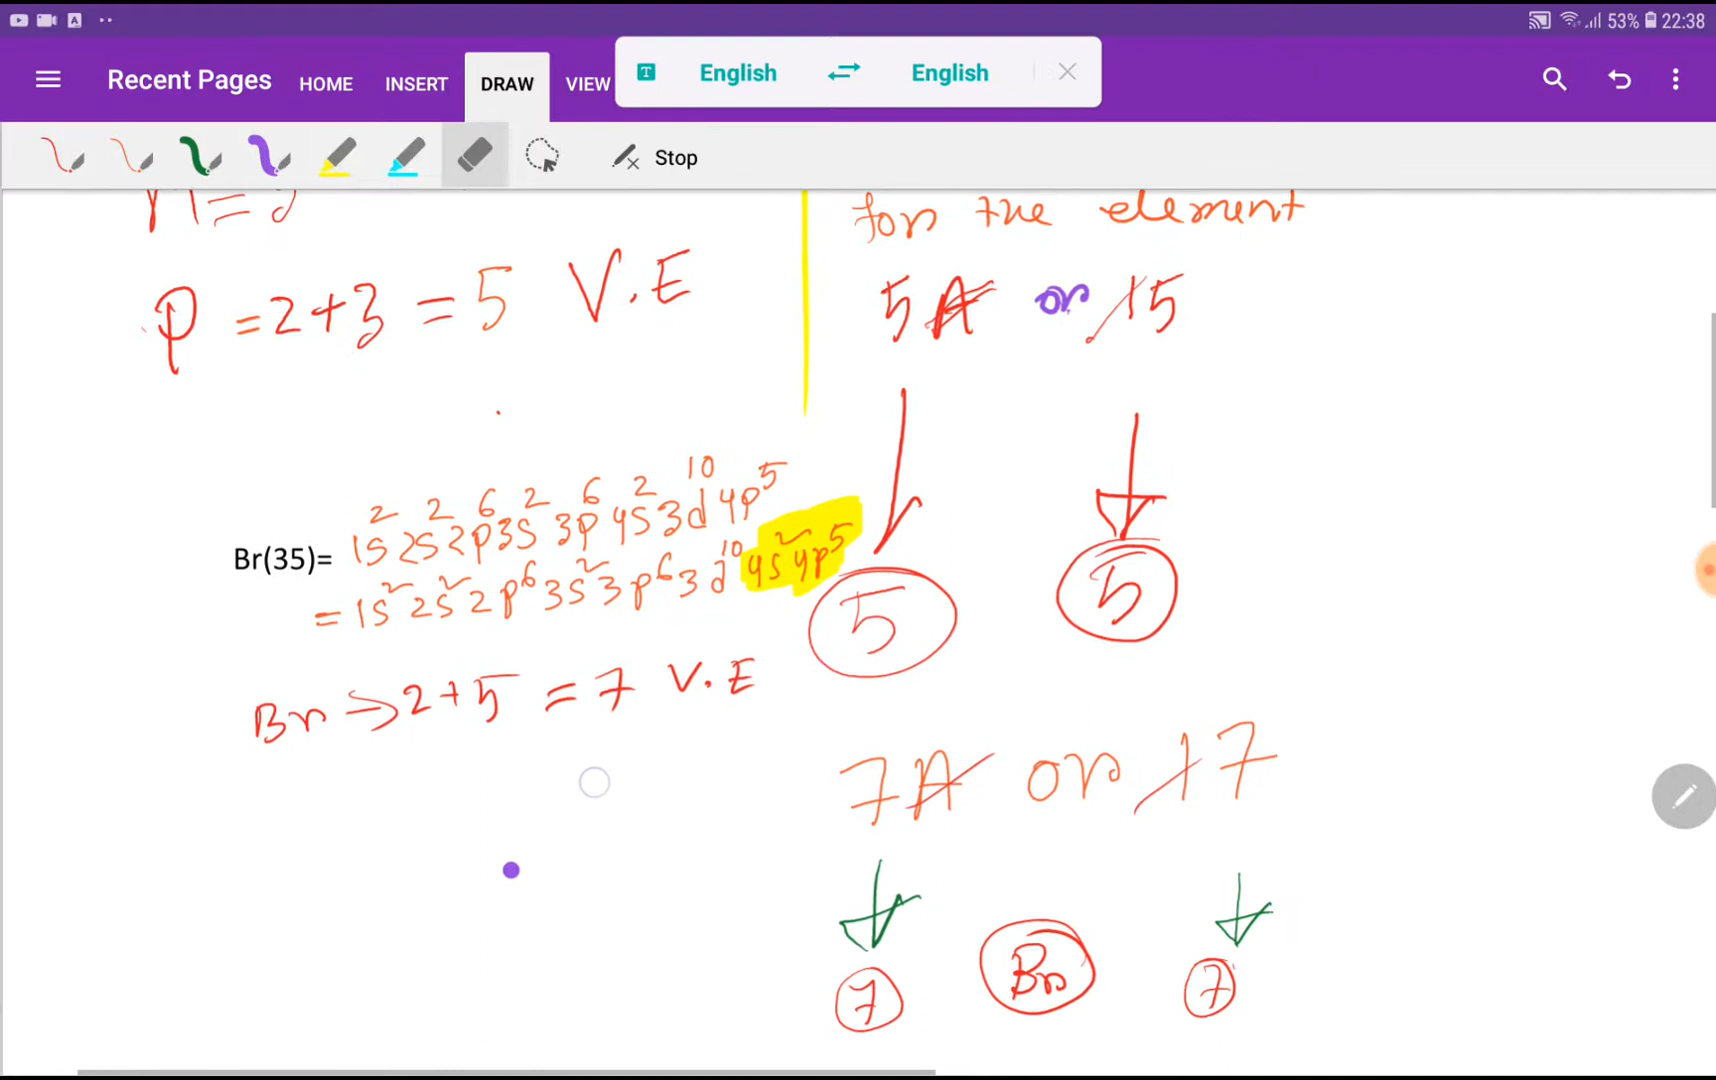 53% 22:38
Recent Pages HOME INSERT DRAW VIEW
English English
Stop
for the element
P = 2+3 = 5 V.E
5A or 15
5 5
Br(35)= 1s² 2s² 2p⁶ 3s² 3p⁶ 4s² 3d¹⁰ 4p⁵
= 1s² 2s² 2p⁶ 3s² 3p⁶ 3d¹⁰ 4s² 4p⁵
Br → 2+5 = 7 V.E
7A or 17
7 Br 7